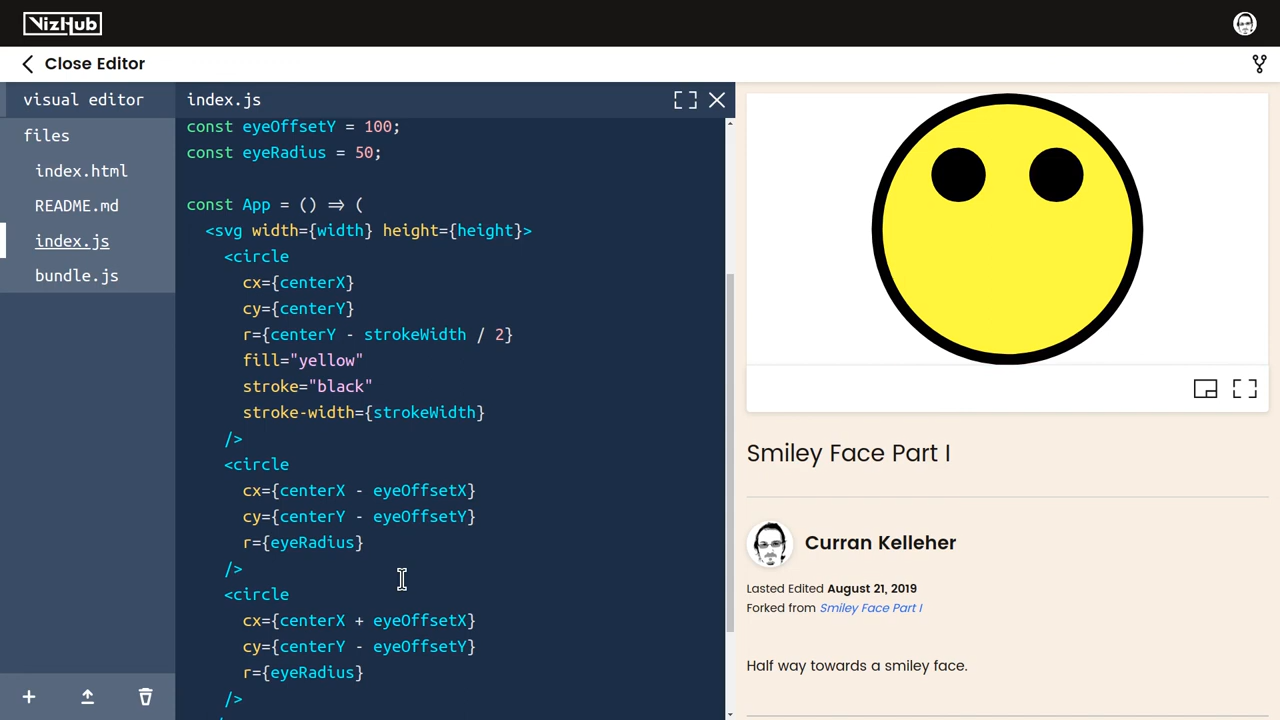 VizHub
Close Editor
visual editor
files
index.html
README.md
index.js
bundle.js
index.js
const eyeOffsetY = 100;
const eyeRadius = 50;
const App = () => (
<svg width={width} height={height}>
<circle
cx={centerX}
cy={centerY}
r={centerY - strokeWidth / 2}
fill="yellow"
stroke="black"
stroke-width={strokeWidth}
/>
<circle
cx={centerX - eyeOffsetX}
cy={centerY - eyeOffsetY}
r={eyeRadius}
/>
<circle
cx={centerX + eyeOffsetX}
cy={centerY - eyeOffsetY}
r={eyeRadius}
/>
Smiley Face Part I
Curran Kelleher
Lasted Edited August 21, 2019
Forked from Smiley Face Part I
Half way towards a smiley face.